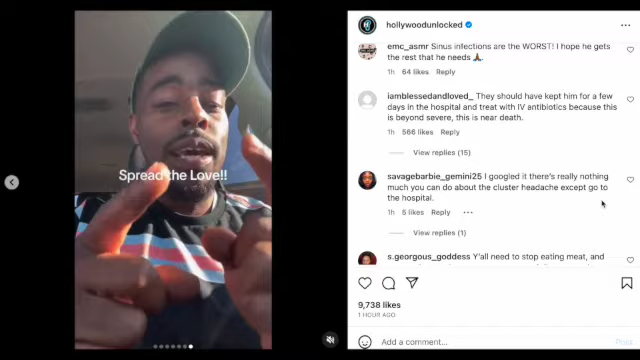 Spread the Love!!
hollywoodunlocked
emc_asmr Sinus infections are the WORST! I hope he gets
the rest that he needs 🙏🏾.
1h 64 likes Reply
iamblessedandloved_ They should have kept him for a few
days in the hospital and treat with IV antibiotics because this
is beyond severe, this is near death.
1h 566 likes Reply
View replies (15)
savagebarbie_gemini25 I googled it there's really nothing
much you can do about the cluster headache except go to
the hospital.
1h 5 likes Reply
View replies (1)
s.georgous_goddess Y'all need to stop eating meat, and
9,738 likes
1 HOUR AGO
Add a comment...
Post